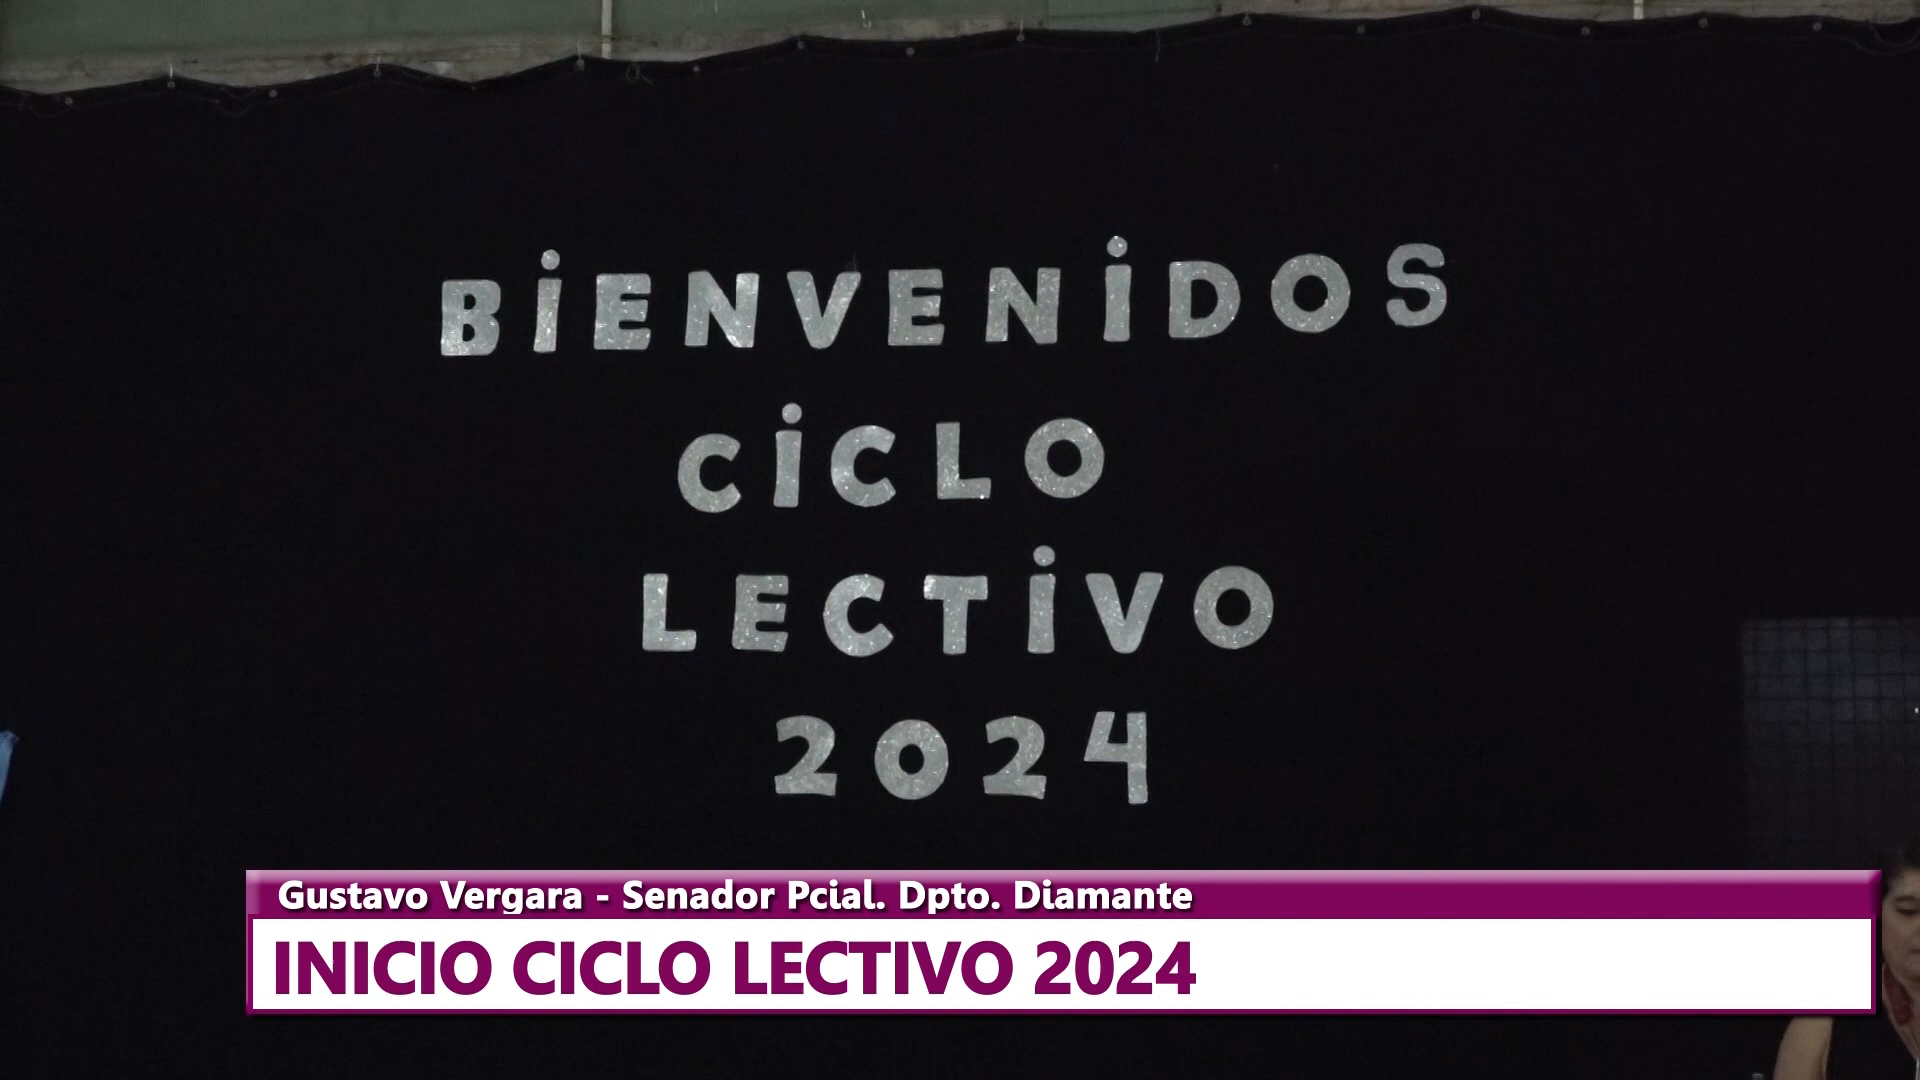 BiENVENiDOS
CiCLO
LECTiVO
2024
Gustavo Vergara - Senador Pcial. Dpto. Diamante
INICIO CICLO LECTIVO 2024